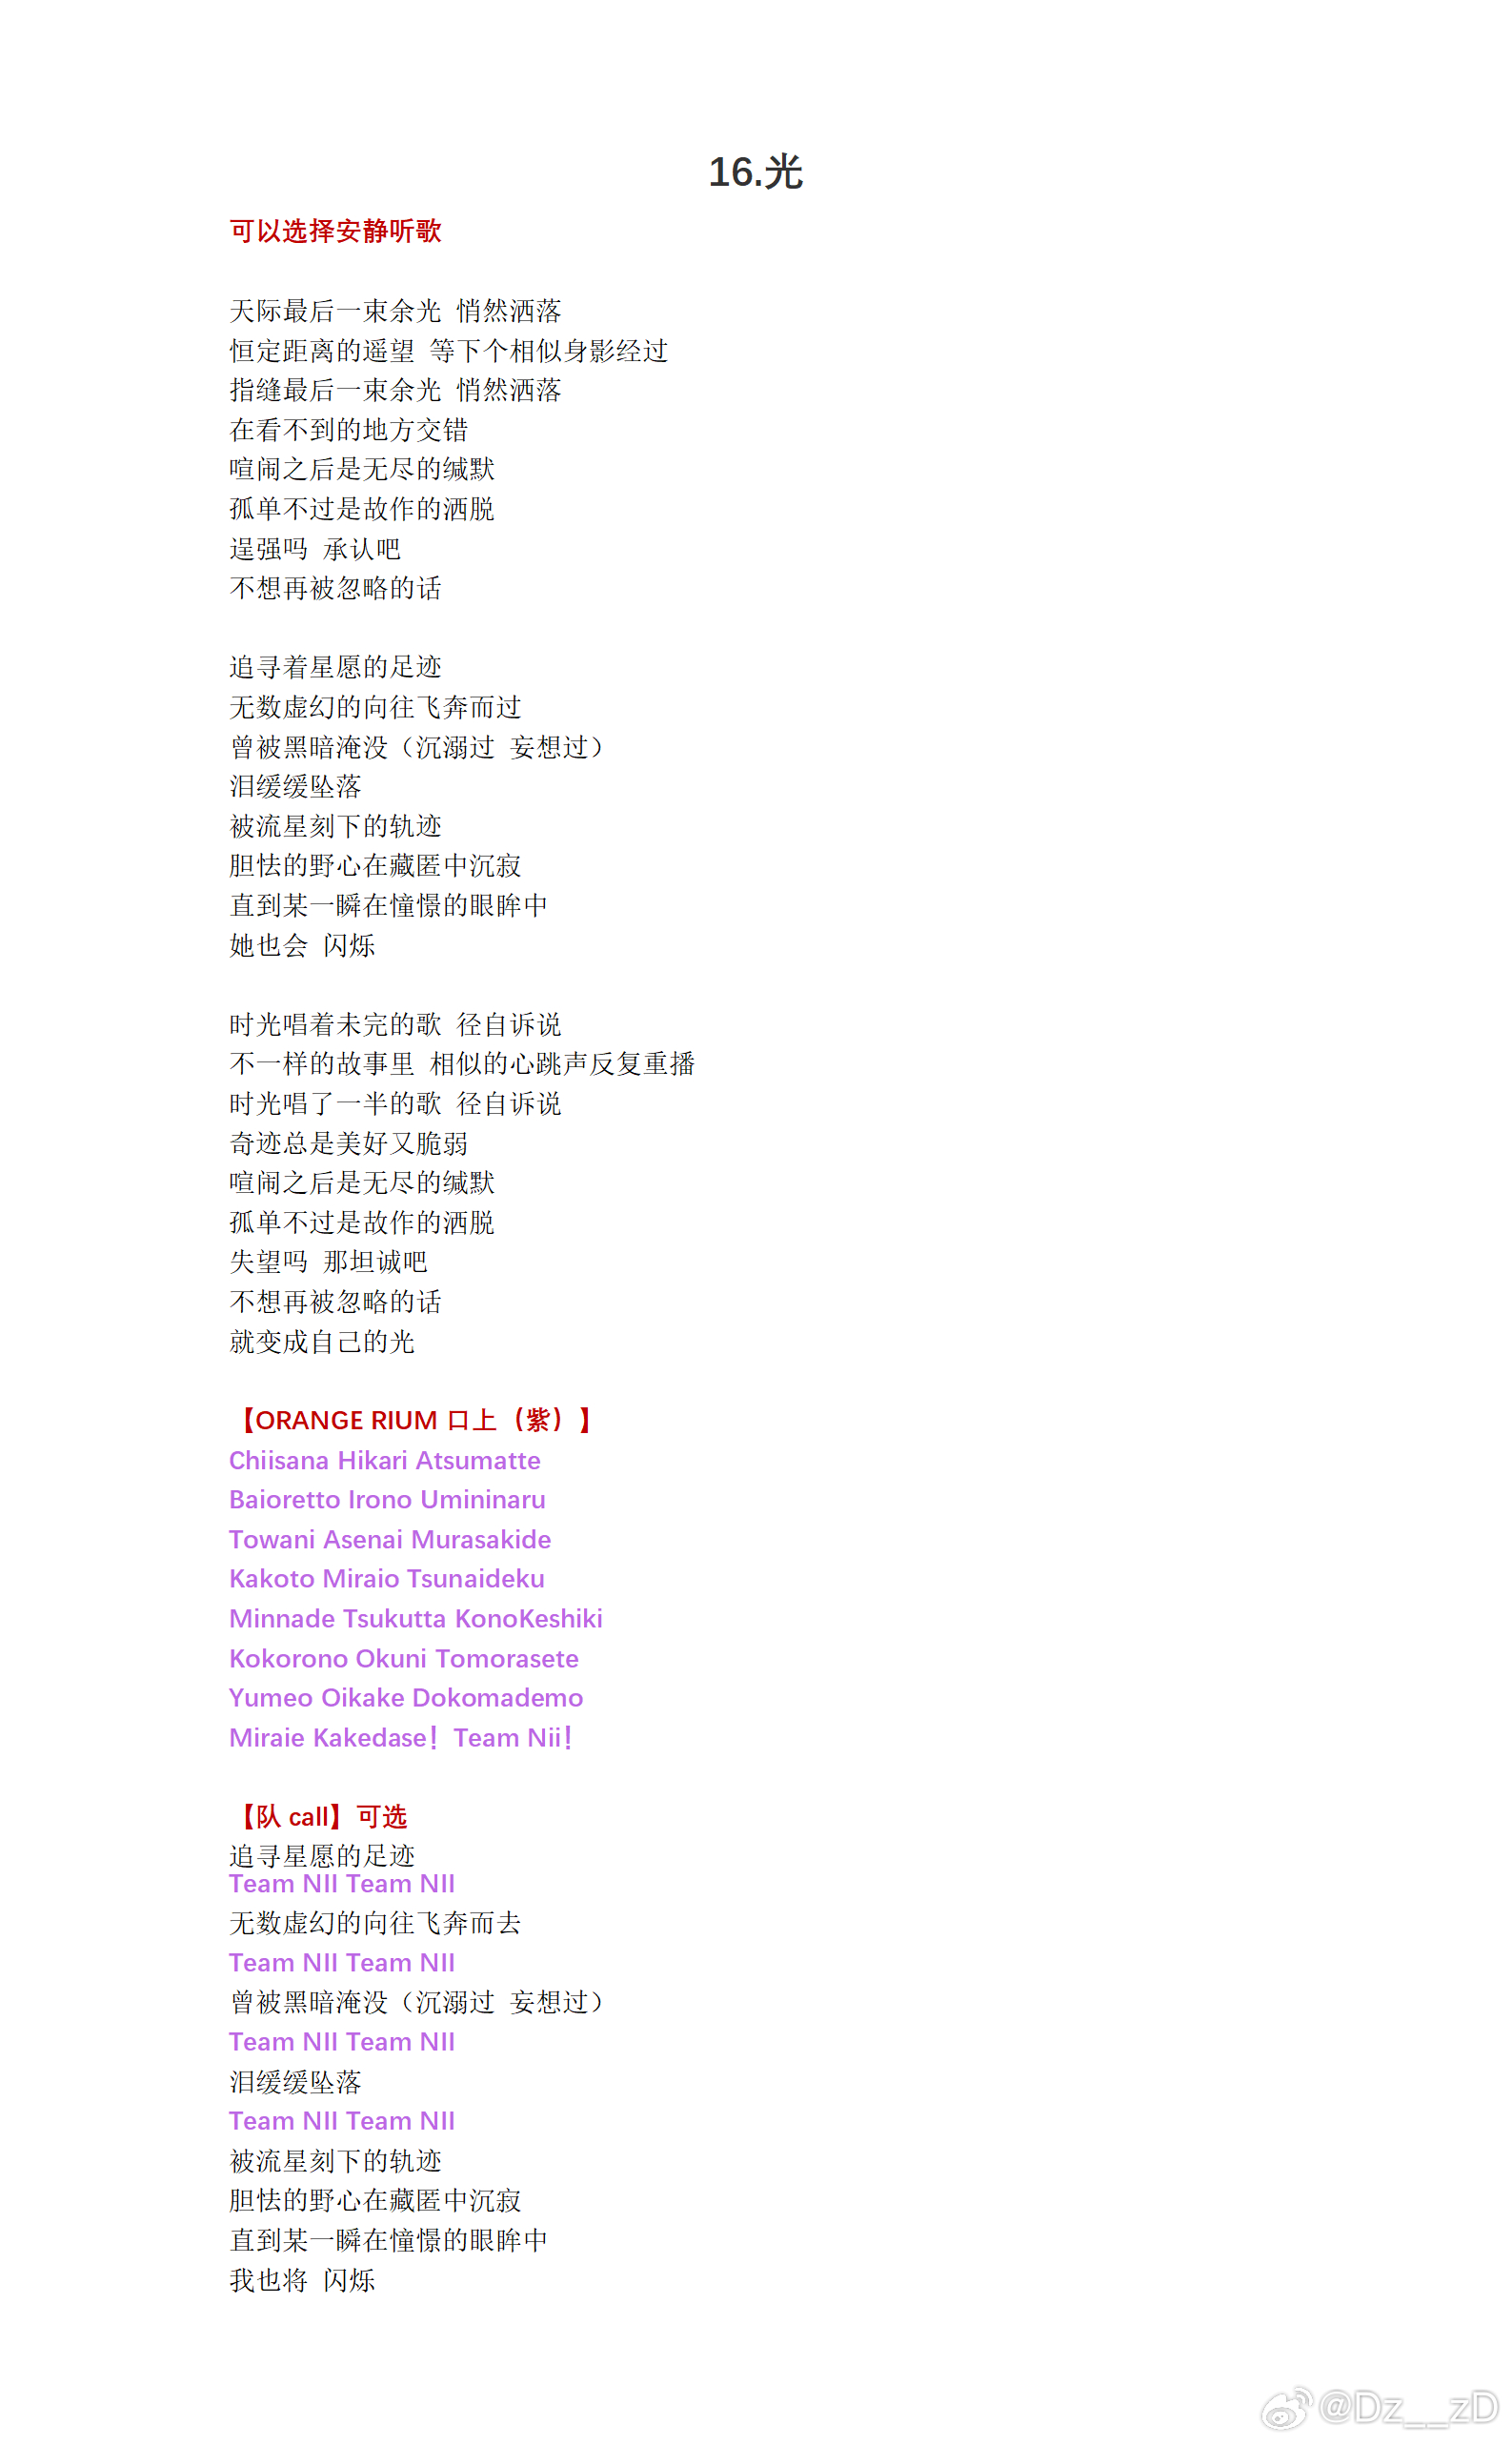 16.光
可以选择安静听歌
天际最后一束余光 悄然洒落
恒定距离的遥望 等下个相似身影经过
指缝最后一束余光 悄然洒落
在看不到的地方交错
喧闹之后是无尽的缄默
孤单不过是故作的洒脱
逞强吗 承认吧
不想再被忽略的话
追寻着星愿的足迹
无数虚幻的向往飞奔而过
曾被黑暗淹没（沉溺过 妄想过）
泪缓缓坠落
被流星刻下的轨迹
胆怯的野心在藏匿中沉寂
直到某一瞬在憧憬的眼眸中
她也会 闪烁
时光唱着未完的歌 径自诉说
不一样的故事里 相似的心跳声反复重播
时光唱了一半的歌 径自诉说
奇迹总是美好又脆弱
喧闹之后是无尽的缄默
孤单不过是故作的洒脱
失望吗 那坦诚吧
不想再被忽略的话
就变成自己的光
【ORANGE RIUM 口上（紫）】
Chiisana Hikari Atsumatte
Baioretto Irono Umininaru
Towani Asenai Murasakide
Kakoto Miraio Tsunaideku
Minnade Tsukutta KonoKeshiki
Kokorono Okuni Tomorasete
Yumeo Oikake Dokomademo
Miraie Kakedase！Team Nii！
【队 call】可选
追寻星愿的足迹
Team NII Team NII
无数虚幻的向往飞奔而去
Team NII Team NII
曾被黑暗淹没（沉溺过 妄想过）
Team NII Team NII
泪缓缓坠落
Team NII Team NII
被流星刻下的轨迹
胆怯的野心在藏匿中沉寂
直到某一瞬在憧憬的眼眸中
我也将 闪烁
@Dz__zD